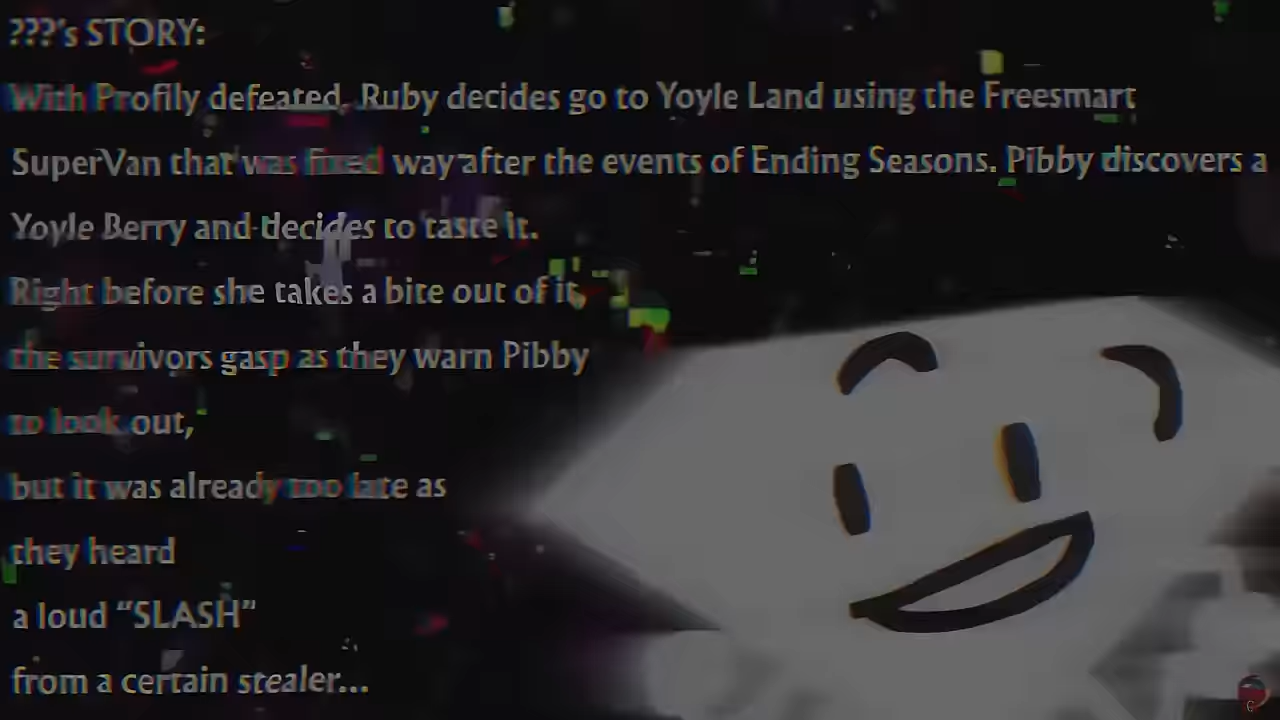 ???'s STORY:
With Profily defeated, Ruby decides go to Yoyle Land using the Freesmart
SuperVan that was fixed way after the events of Ending Seasons. Pibby discovers a
Yoyle Berry and decides to taste it.
Right before she takes a bite out of it,
the survivors gasp as they warn Pibby
to look out,
but it was already too late as
they heard
a loud “SLASH”
from a certain stealer...